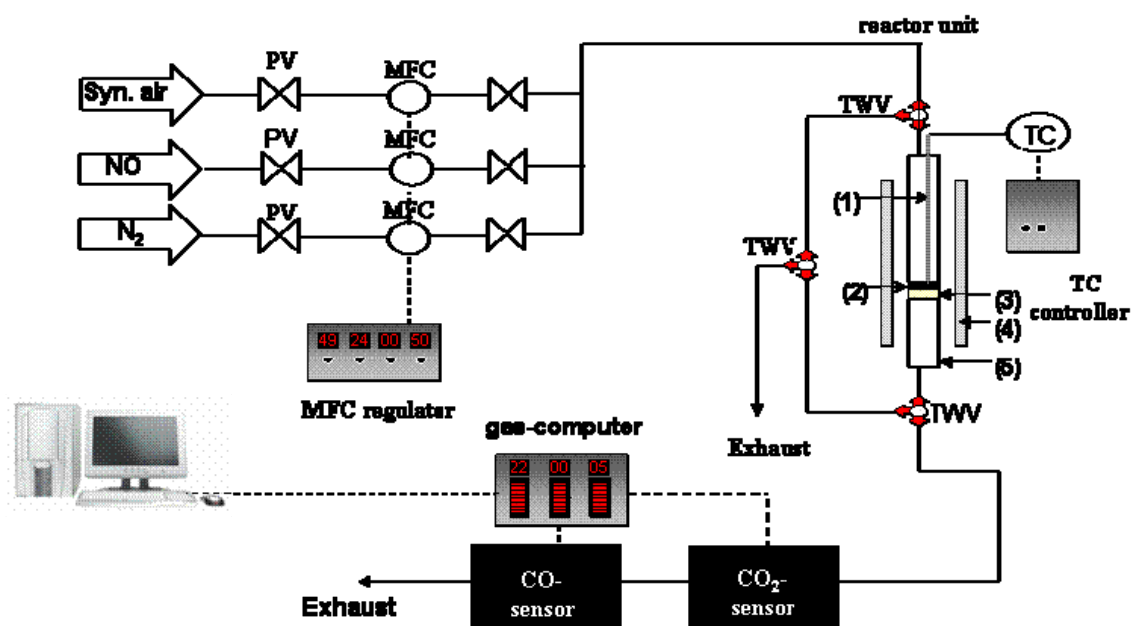 reactor unit
PV
MFC
Syn. air
TWV
TC
PV
MFC
NO
(1)
PV
MFC
N2
TWV
(2)
(3)
TC
controller
(4)
49 24 00 50
(5)
MFC regulater
TWV
gas-computer
Exhaust
22 00 05
CO-
sensor
CO2-
sensor
Exhaust